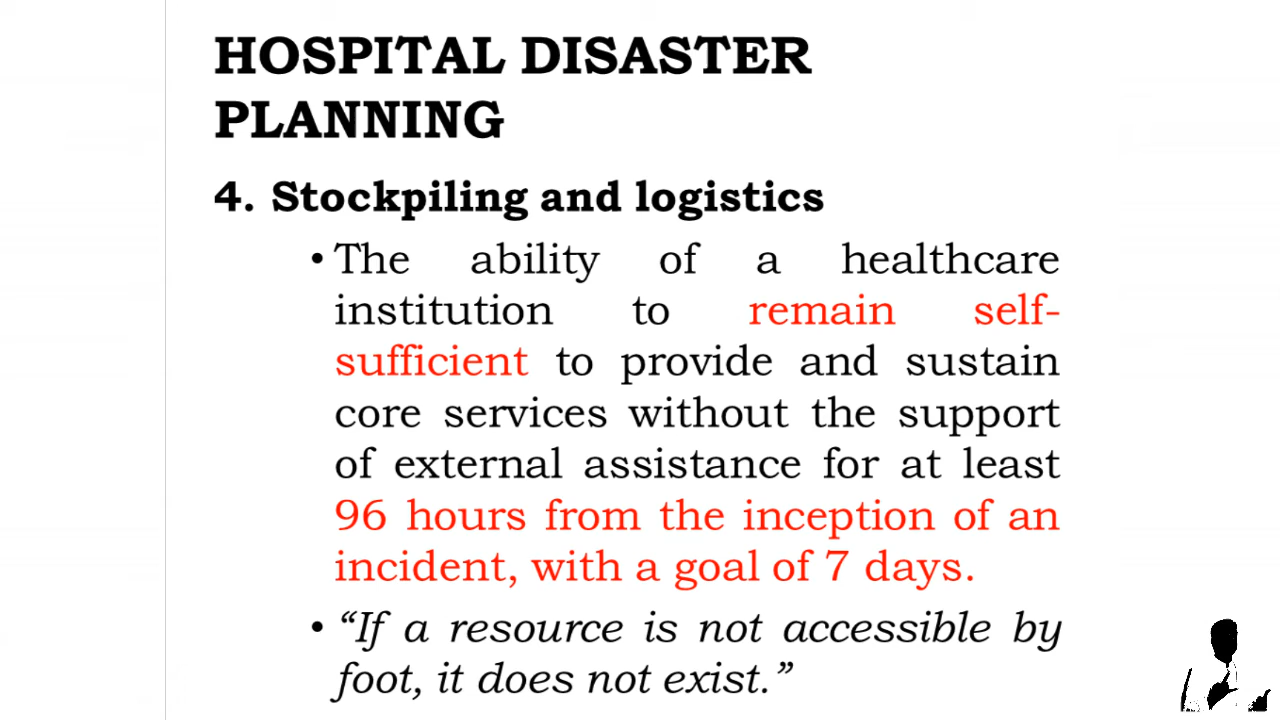 HOSPITAL DISASTER
PLANNING
4. Stockpiling and logistics
• The ability of a healthcare
institution to remain self-
sufficient to provide and sustain
core services without the support
of external assistance for at least
96 hours from the inception of an
incident, with a goal of 7 days.
• “If a resource is not accessible by
foot, it does not exist.”